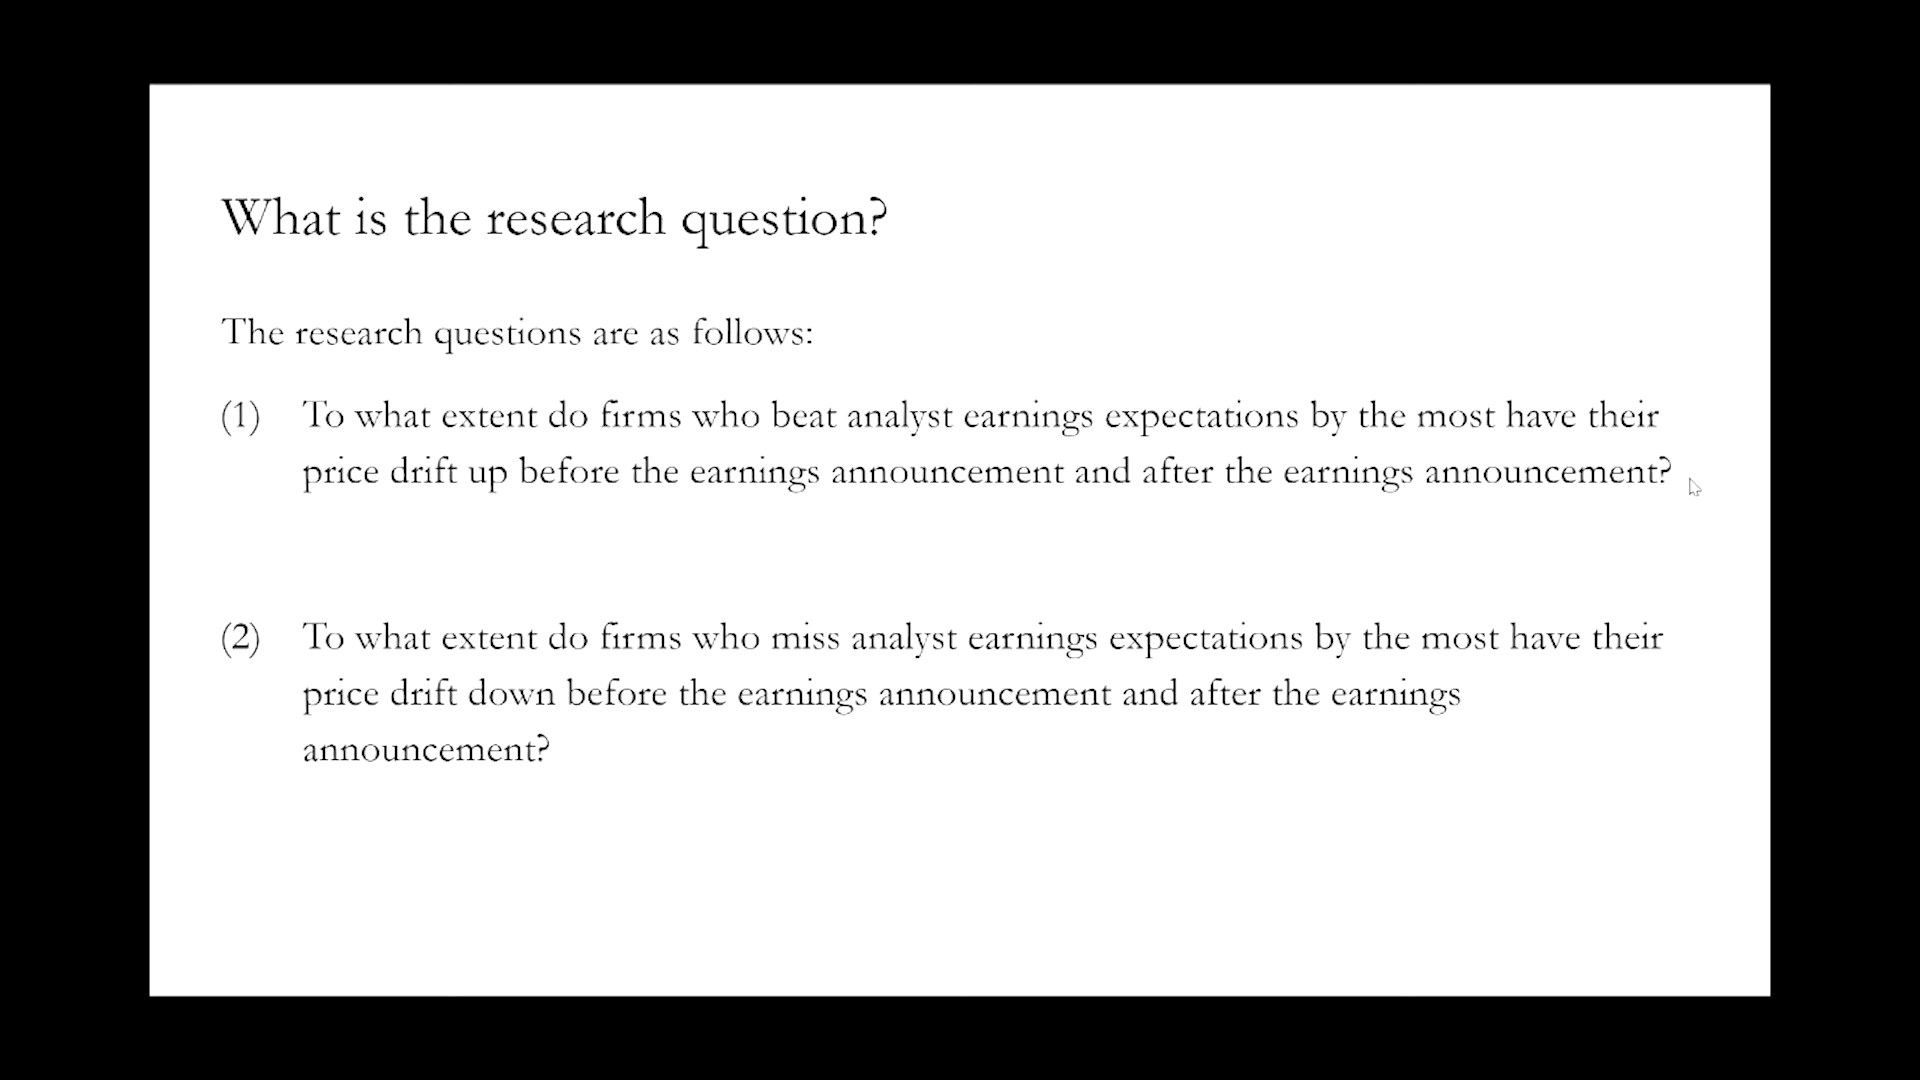 What is the research question?
The research questions are as follows:
(1) To what extent do firms who beat analyst earnings expectations by the most have their
price drift up before the earnings announcement and after the earnings announcement?
(2) To what extent do firms who miss analyst earnings expectations by the most have their
price drift down before the earnings announcement and after the earnings
announcement?